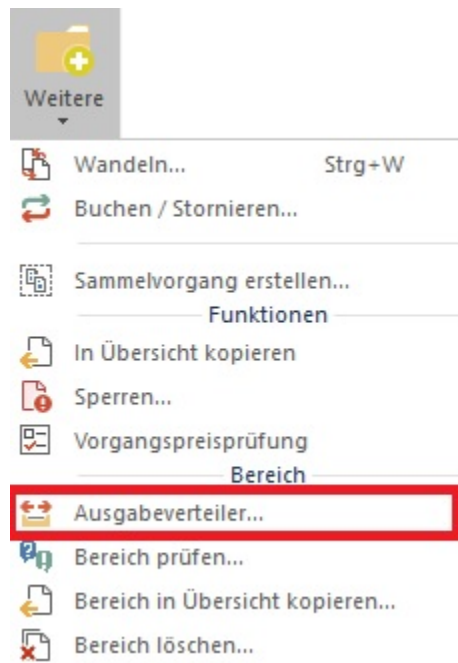 Weitere
Wandeln... Strg+W
Buchen / Stornieren...
Sammelvorgang erstellen...
Funktionen
In Übersicht kopieren
Sperren...
Vorgangspreisprüfung
Bereich
Ausgabeverteiler...
Bereich prüfen...
Bereich in Übersicht kopieren...
Bereich löschen...